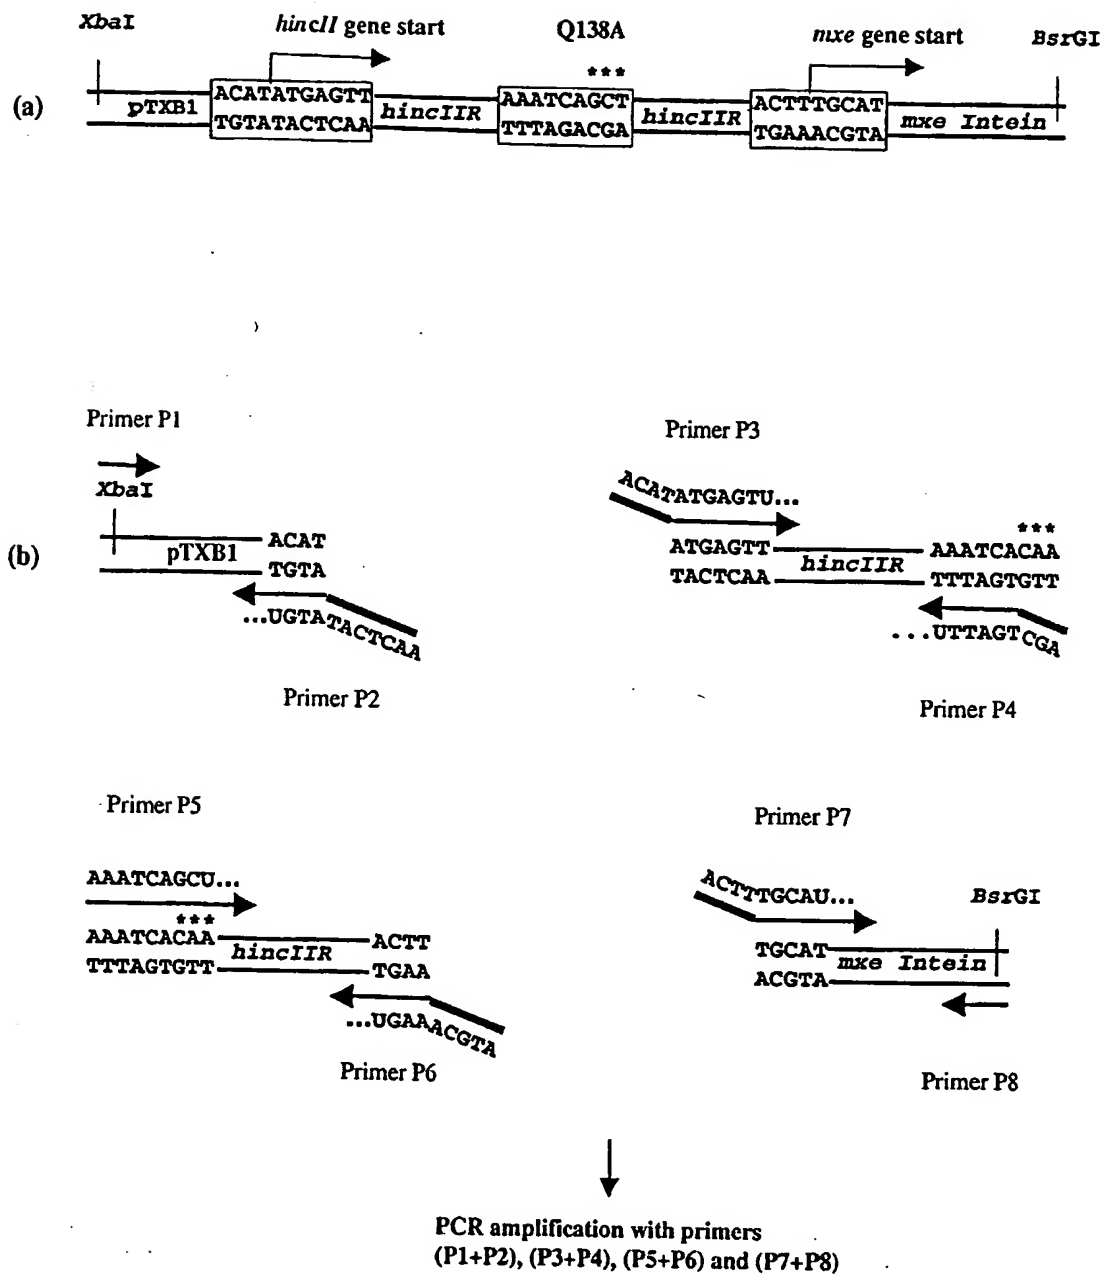 XbaI
hincII gene start
Q138A
mxe gene start
BsrGI
***
(a)
pTXB1
ACATATGAGTT
TGTATACTCAA
hincIIR
AAATCAGCT
TTTAGACGA
hincIIR
ACTTTGCAT
TGAAACGTA
mxe Intein
Primer P1
XbaI
(b)
pTXB1
ACAT
TGTA
...UGTATACTCAA
Primer P2
Primer P3
ACATATGAGTU...
***
ATGAGTT
TACTCAA
hincIIR
AAATCACAA
TTTAGTGTT
...UTTAGTCGA
Primer P4
Primer P5
AAATCAGCU...
***
AAATCACAA
TTTAGTGTT
hincIIR
ACTT
TGAA
...UGAAACGTA
Primer P6
Primer P7
ACTTTGCAU...
BsrGI
TGCAT
ACGTA
mxe Intein
Primer P8
PCR amplification with primers
(P1+P2), (P3+P4), (P5+P6) and (P7+P8)